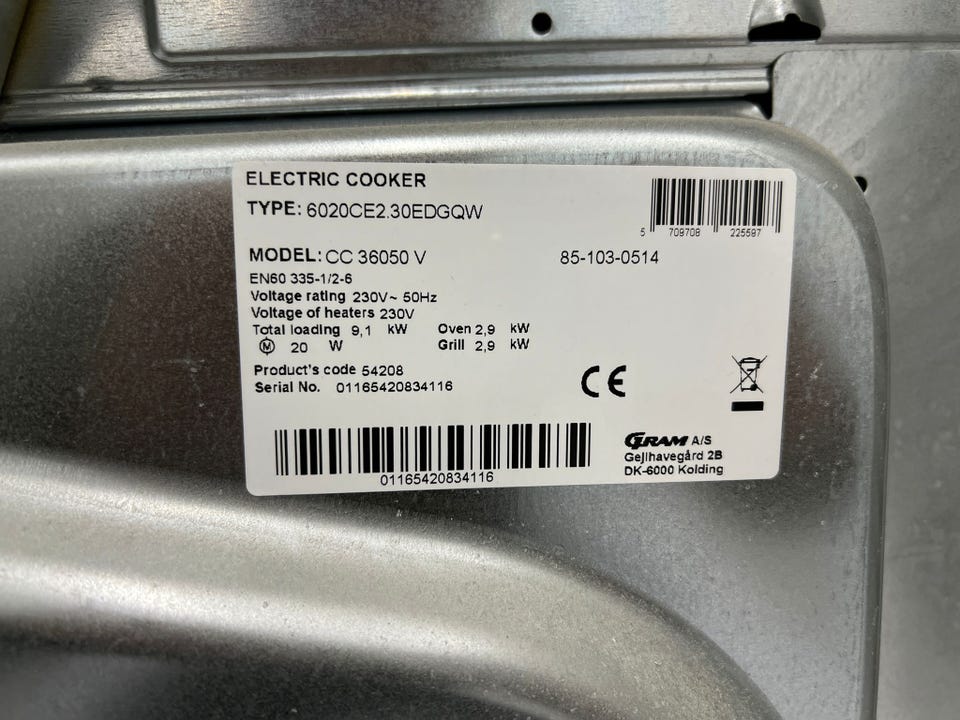 ELECTRIC COOKER
TYPE: 6020CE2.30EDGQW
5 709708 225597
MODEL: CC 36050 V 85-103-0514
EN60 335-1/2-6
Voltage rating 230V~ 50Hz
Voltage of heaters 230V
Total loading 9,1 kW Oven 2,9 kW
M 20 W Grill 2,9 kW
Product's code 54208
Serial No. 01165420834116
CE
01165420834116
GRAM A/S
Gejlhavegård 2B
DK-6000 Kolding